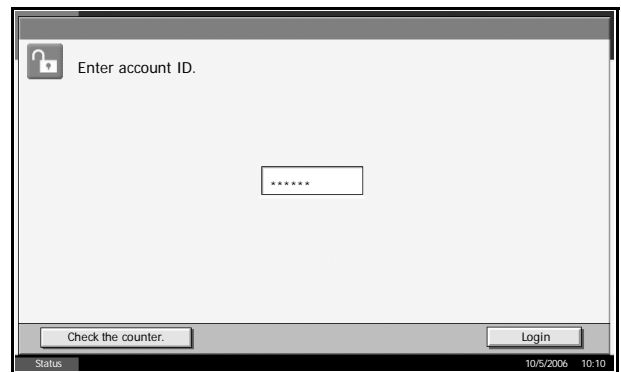 Enter account ID.
******
Check the counter.
Login
Status
10/5/2006 10:10